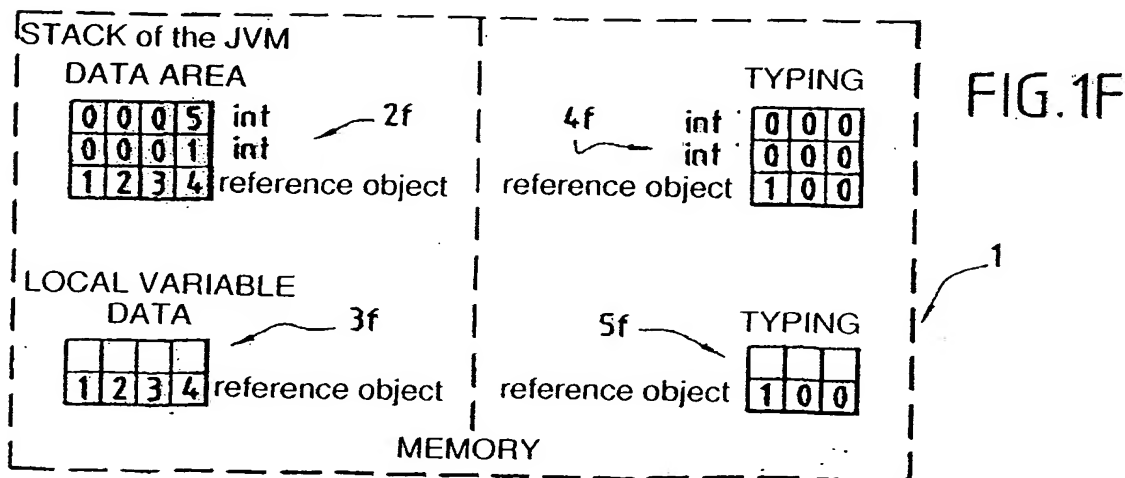 STACK of the JVM
DATA AREA
0 0 0 5 int
0 0 0 1 int
1 2 3 4 reference object
2f
TYPING
4f
int 0 0 0
int 0 0 0
reference object 1 0 0
FIG.1F
LOCAL VARIABLE
DATA
3f
1 2 3 4 reference object
5f
TYPING
reference object 1 0 0
1
MEMORY